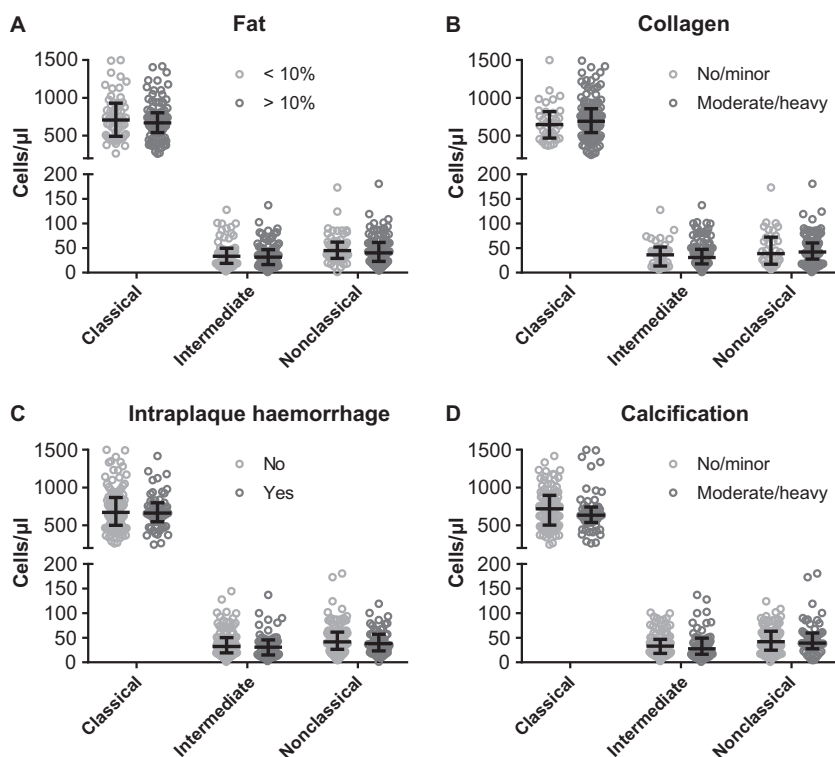 A
Fat
Cells/µl
1500
1000
500
200
150
100
50
0
< 10%
> 10%
Classical
Intermediate
Nonclassical
B
Collagen
Cells/µl
1500
1000
500
200
150
100
50
0
No/minor
Moderate/heavy
Classical
Intermediate
Nonclassical
C
Intraplaque haemorrhage
Cells/µl
1500
1000
500
200
150
100
50
0
No
Yes
Classical
Intermediate
Nonclassical
D
Calcification
Cells/µl
1500
1000
500
200
150
100
50
0
No/minor
Moderate/heavy
Classical
Intermediate
Nonclassical